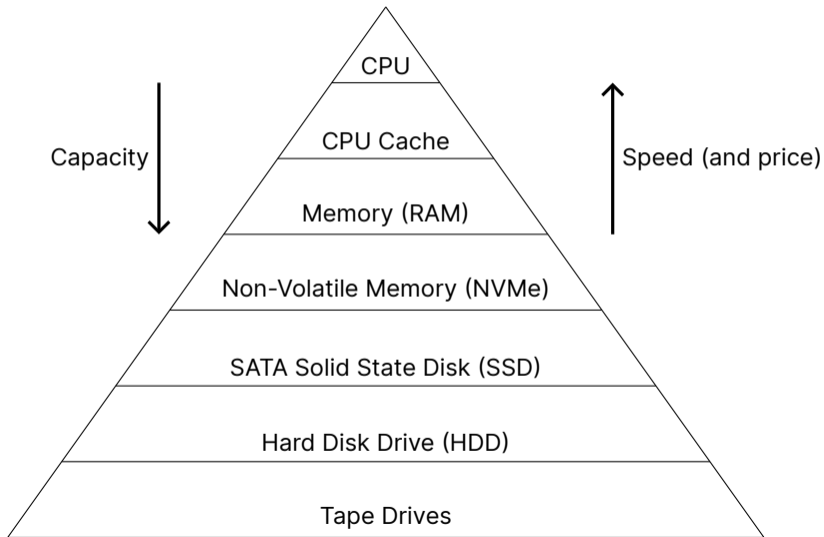 CPU
CPU Cache
Capacity
Speed (and price)
Memory (RAM)
Non-Volatile Memory (NVMe)
SATA Solid State Disk (SSD)
Hard Disk Drive (HDD)
Tape Drives